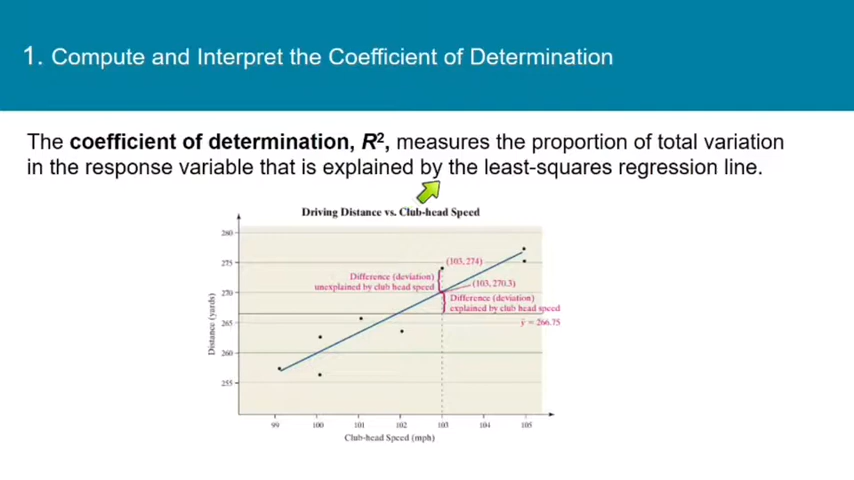 1. Compute and Interpret the Coefficient of Determination
The coefficient of determination, R², measures the proportion of total variation
in the response variable that is explained by the least-squares regression line.
Driving Distance vs. Club-head Speed
280
275
270
265
260
255
Distance (yards)
(103, 274)
Difference (deviation)
unexplained by club head speed
(103, 270.3)
Difference (deviation)
explained by club head speed
ȳ = 266.75
99 100 101 102 103 104 105
Club-head Speed (mph)